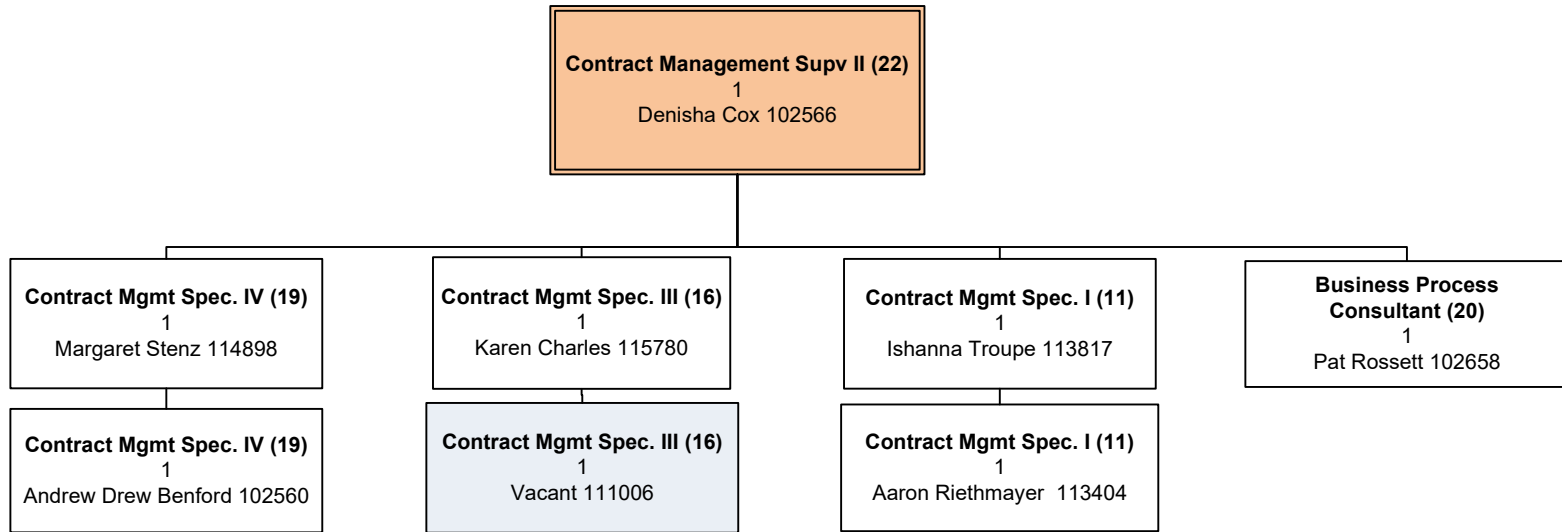 Contract Management Supv II (22)
1
Denisha Cox 102566
Contract Mgmt Spec. IV (19)
1
Margaret Stenz 114898
Contract Mgmt Spec. III (16)
1
Karen Charles 115780
Contract Mgmt Spec. I (11)
1
Ishanna Troupe 113817
Business Process
Consultant (20)
1
Pat Rossett 102658
Contract Mgmt Spec. IV (19)
1
Andrew Drew Benford 102560
Contract Mgmt Spec. III (16)
1
Vacant 111006
Contract Mgmt Spec. I (11)
1
Aaron Riethmayer 113404